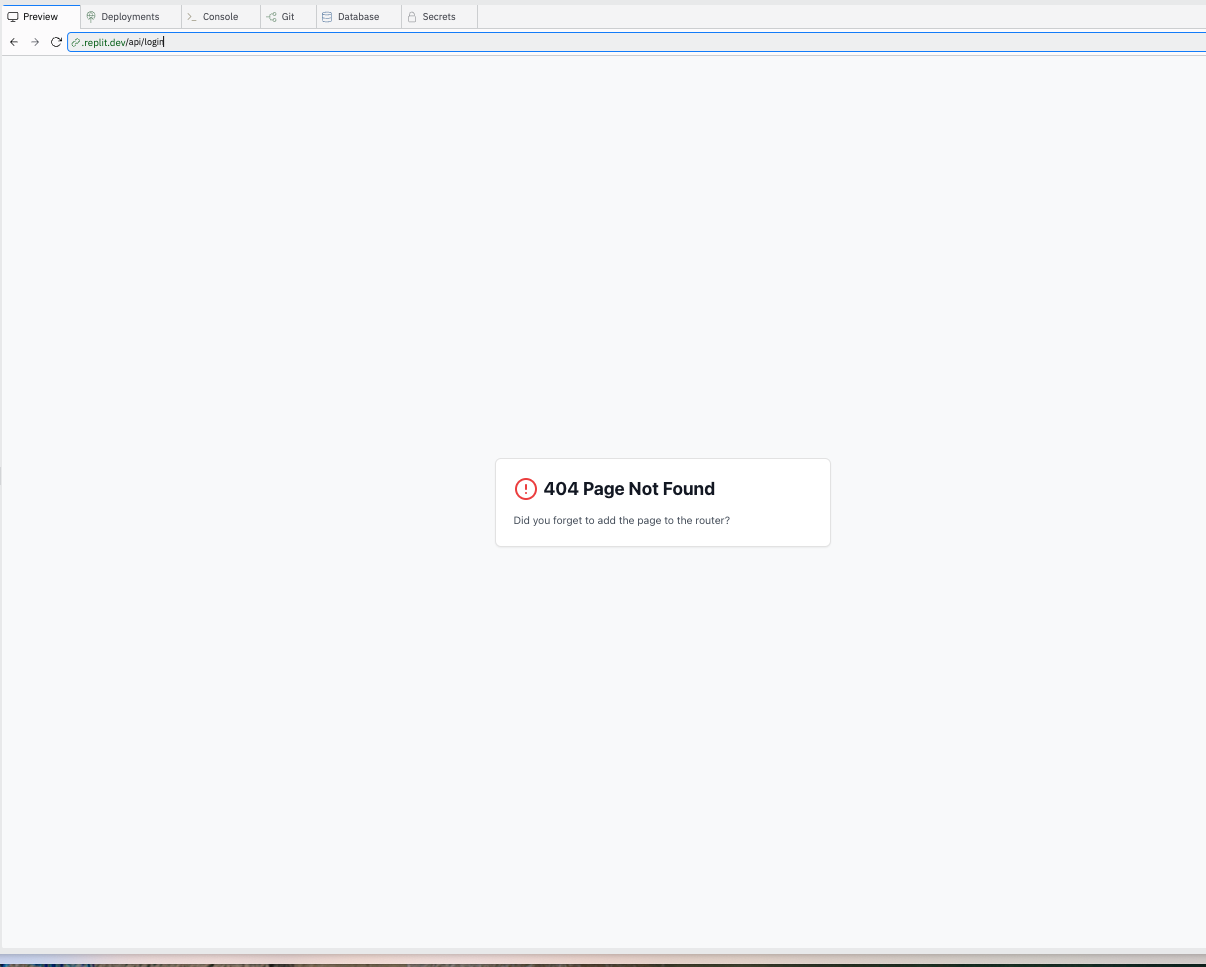 Preview Deployments Console Git Database Secrets
.replit.dev/api/login
404 Page Not Found
Did you forget to add the page to the router?